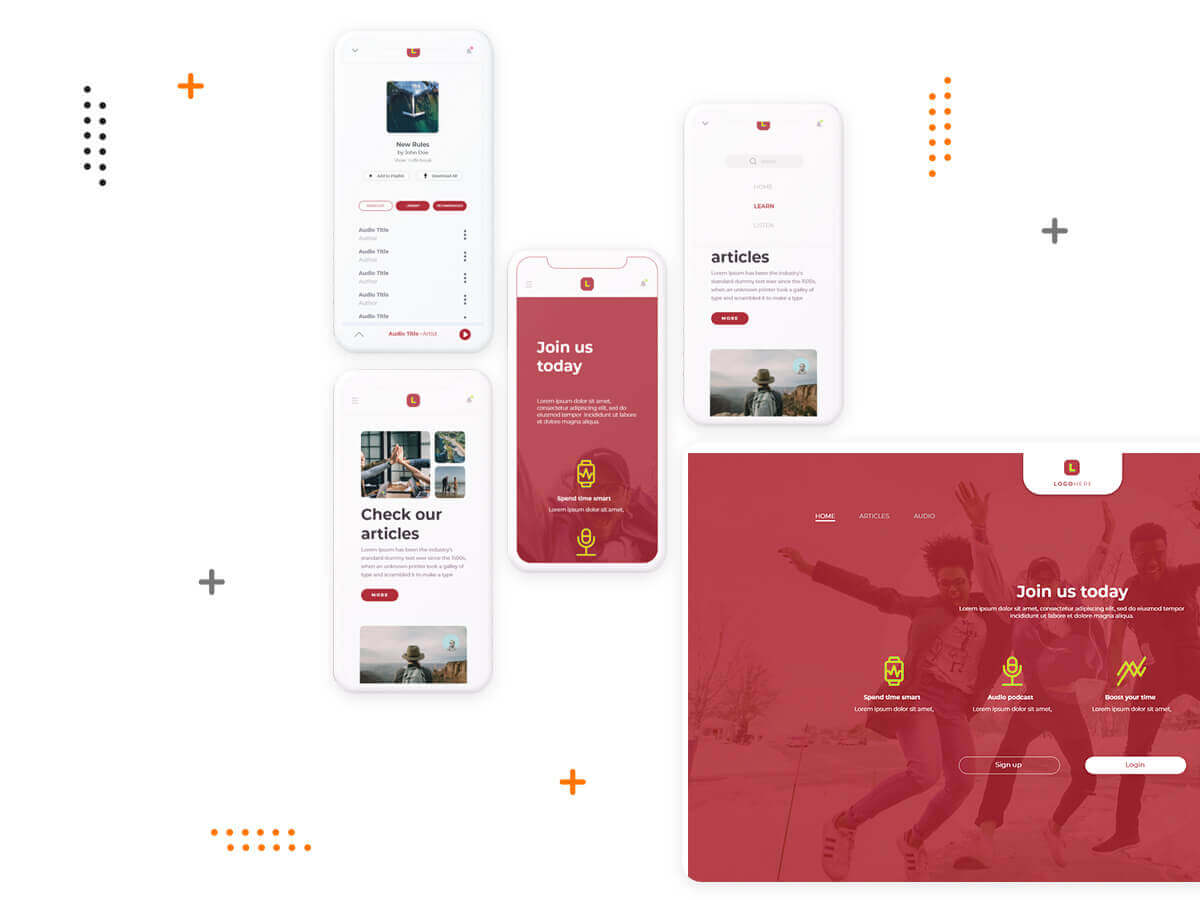 L
New Rules
by John Doe
Add to Playlist
Download All
LIBRARY
RECOMMENDED
Audio Title
Author
Audio Title
Author
Audio Title
Author
Audio Title
Author
Audio Title
Audio Title - Artist
L
Check our
articles
Lorem Ipsum has been the industry's
standard dummy text ever since the 1500s,
when an unknown printer took a galley of
type and scrambled it to make a type
MORE
L
Join us
today
Lorem ipsum dolor sit amet,
consectetur adipiscing elit, sed do
eiusmod tempor incididunt ut labore
et dolore magna aliqua.
Spend time smart
Lorem ipsum dolor sit amet,
L
HOME
LEARN
LISTEN
articles
Lorem Ipsum has been the industry's
standard dummy text ever since the 1500s,
when an unknown printer took a galley of
type and scrambled it to make a type
MORE
L
LOGOHERE
HOME ARTICLES AUDIO
Join us today
Lorem ipsum dolor sit amet, consectetur adipiscing elit, sed do eiusmod tempor
incididunt ut labore et dolore magna aliqua.
Spend time smart
Lorem ipsum dolor sit amet,
Audio podcast
Lorem ipsum dolor sit amet,
Boost your time
Lorem ipsum dolor sit amet,
Sign up
Login